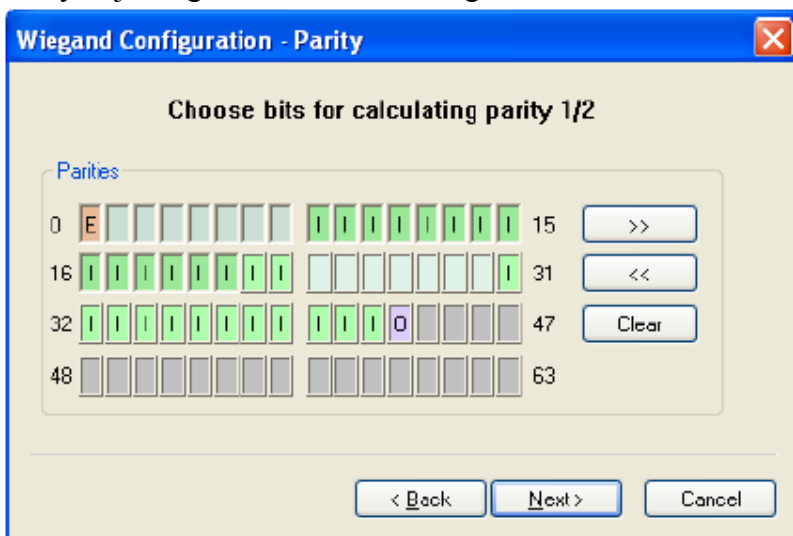 Wiegand Configuration - Parity
Choose bits for calculating parity 1/2
Parities
0 E I I I I I I I I 15 >>
16 I I I I I I I I I 31 <<
32 I I I I I I I I I I I O 47 Clear
48 63
< Back Next > Cancel